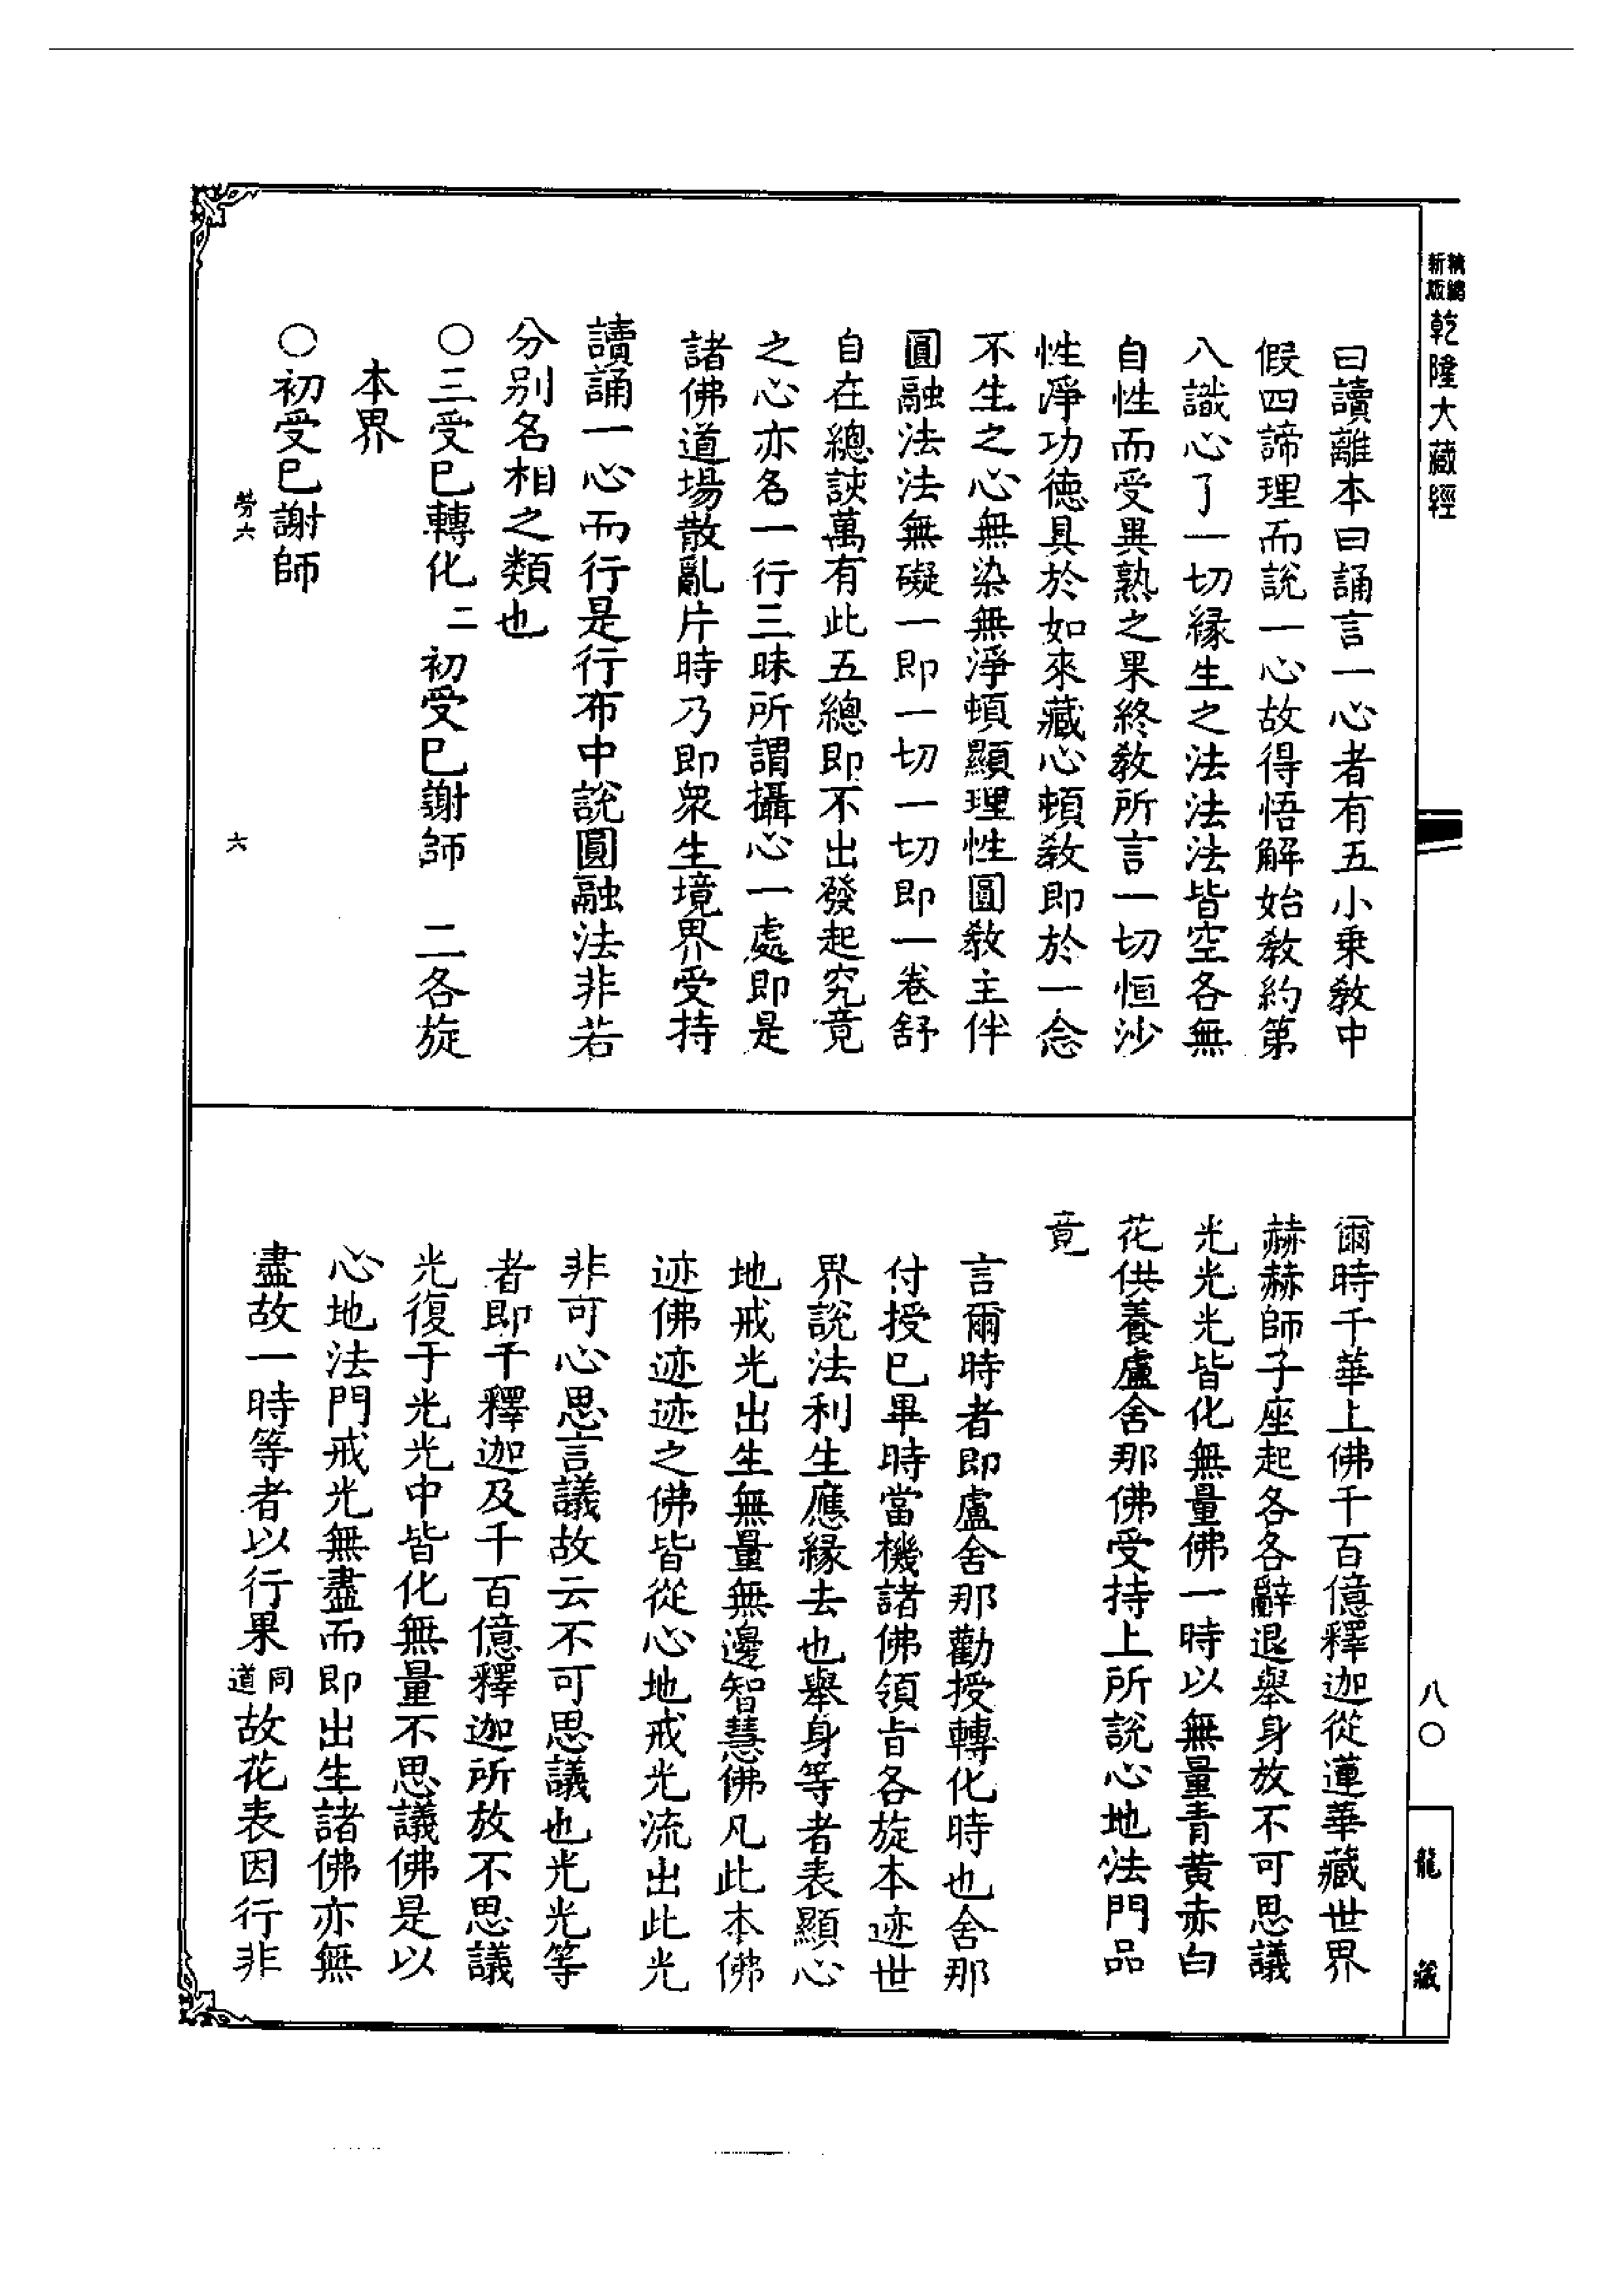 精編
新版
乾隆大藏經
曰讀離本曰誦言一心者有五小乗教中
假四諦理而說一心故得悟解始教約第
八識心了一切緣生之法法法皆空各無
自性而受異熟之果終教所言一切恒沙
性淨功德具於如來藏心頓教即於一念
不生之心無染無淨頓顯理性圓教主伴
圓融法法無礙一即一切一切即一卷舒
自在總該萬有此五總即不出發起究竟
之心亦名一行三昧所謂攝心一處即是
諸佛道場散亂片時乃即衆生境界受持
讀誦一心而行是行布中說圓融法非若
分別名相之類也
○三受巳轉化二 初受巳謝師 二各旋
本界
○初受巳謝師
勞六
六
爾時千華上佛千百億釋迦從蓮華藏世界
赫赫師子座起各各辭退舉身放不可思議
光光光皆化無量佛一時以無量青黄赤白
花供養盧舍那佛受持上所說心地法門品
竟
言爾時者即盧舍那勸授轉化時也舍那
付授巳畢時當機諸佛領旨各旋本迹世
界說法利生應緣去也舉身等者表顯心
地戒光出生無量無邊智慧佛凡此本佛
迹佛迹迹之佛皆從心地戒光流出此光
非可心思言議故云不可思議也光光等
者即千釋迦及千百億釋迦所放不思議
光復于光光中皆化無量不思議佛是以
心地法門戒光無盡而即出生諸佛亦無
盡故一時等者以行果同道故花表因行非
八〇
龍藏